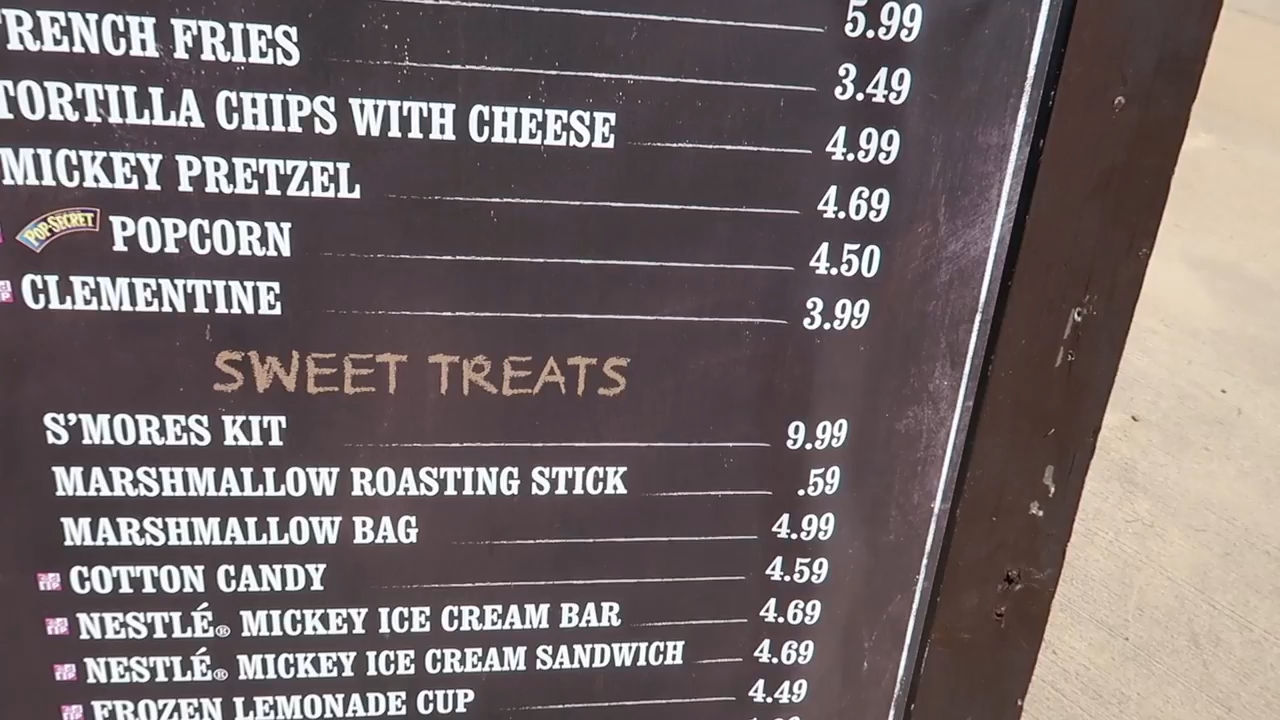 5.99
RENCH FRIES 3.49
TORTILLA CHIPS WITH CHEESE 4.99
MICKEY PRETZEL 4.69
POP·SECRET POPCORN 4.50
CLEMENTINE 3.99
SWEET TREATS
S'MORES KIT 9.99
MARSHMALLOW ROASTING STICK .59
MARSHMALLOW BAG 4.99
COTTON CANDY 4.59
NESTLÉ® MICKEY ICE CREAM BAR 4.69
NESTLÉ® MICKEY ICE CREAM SANDWICH 4.69
FROZEN LEMONADE CUP 4.49